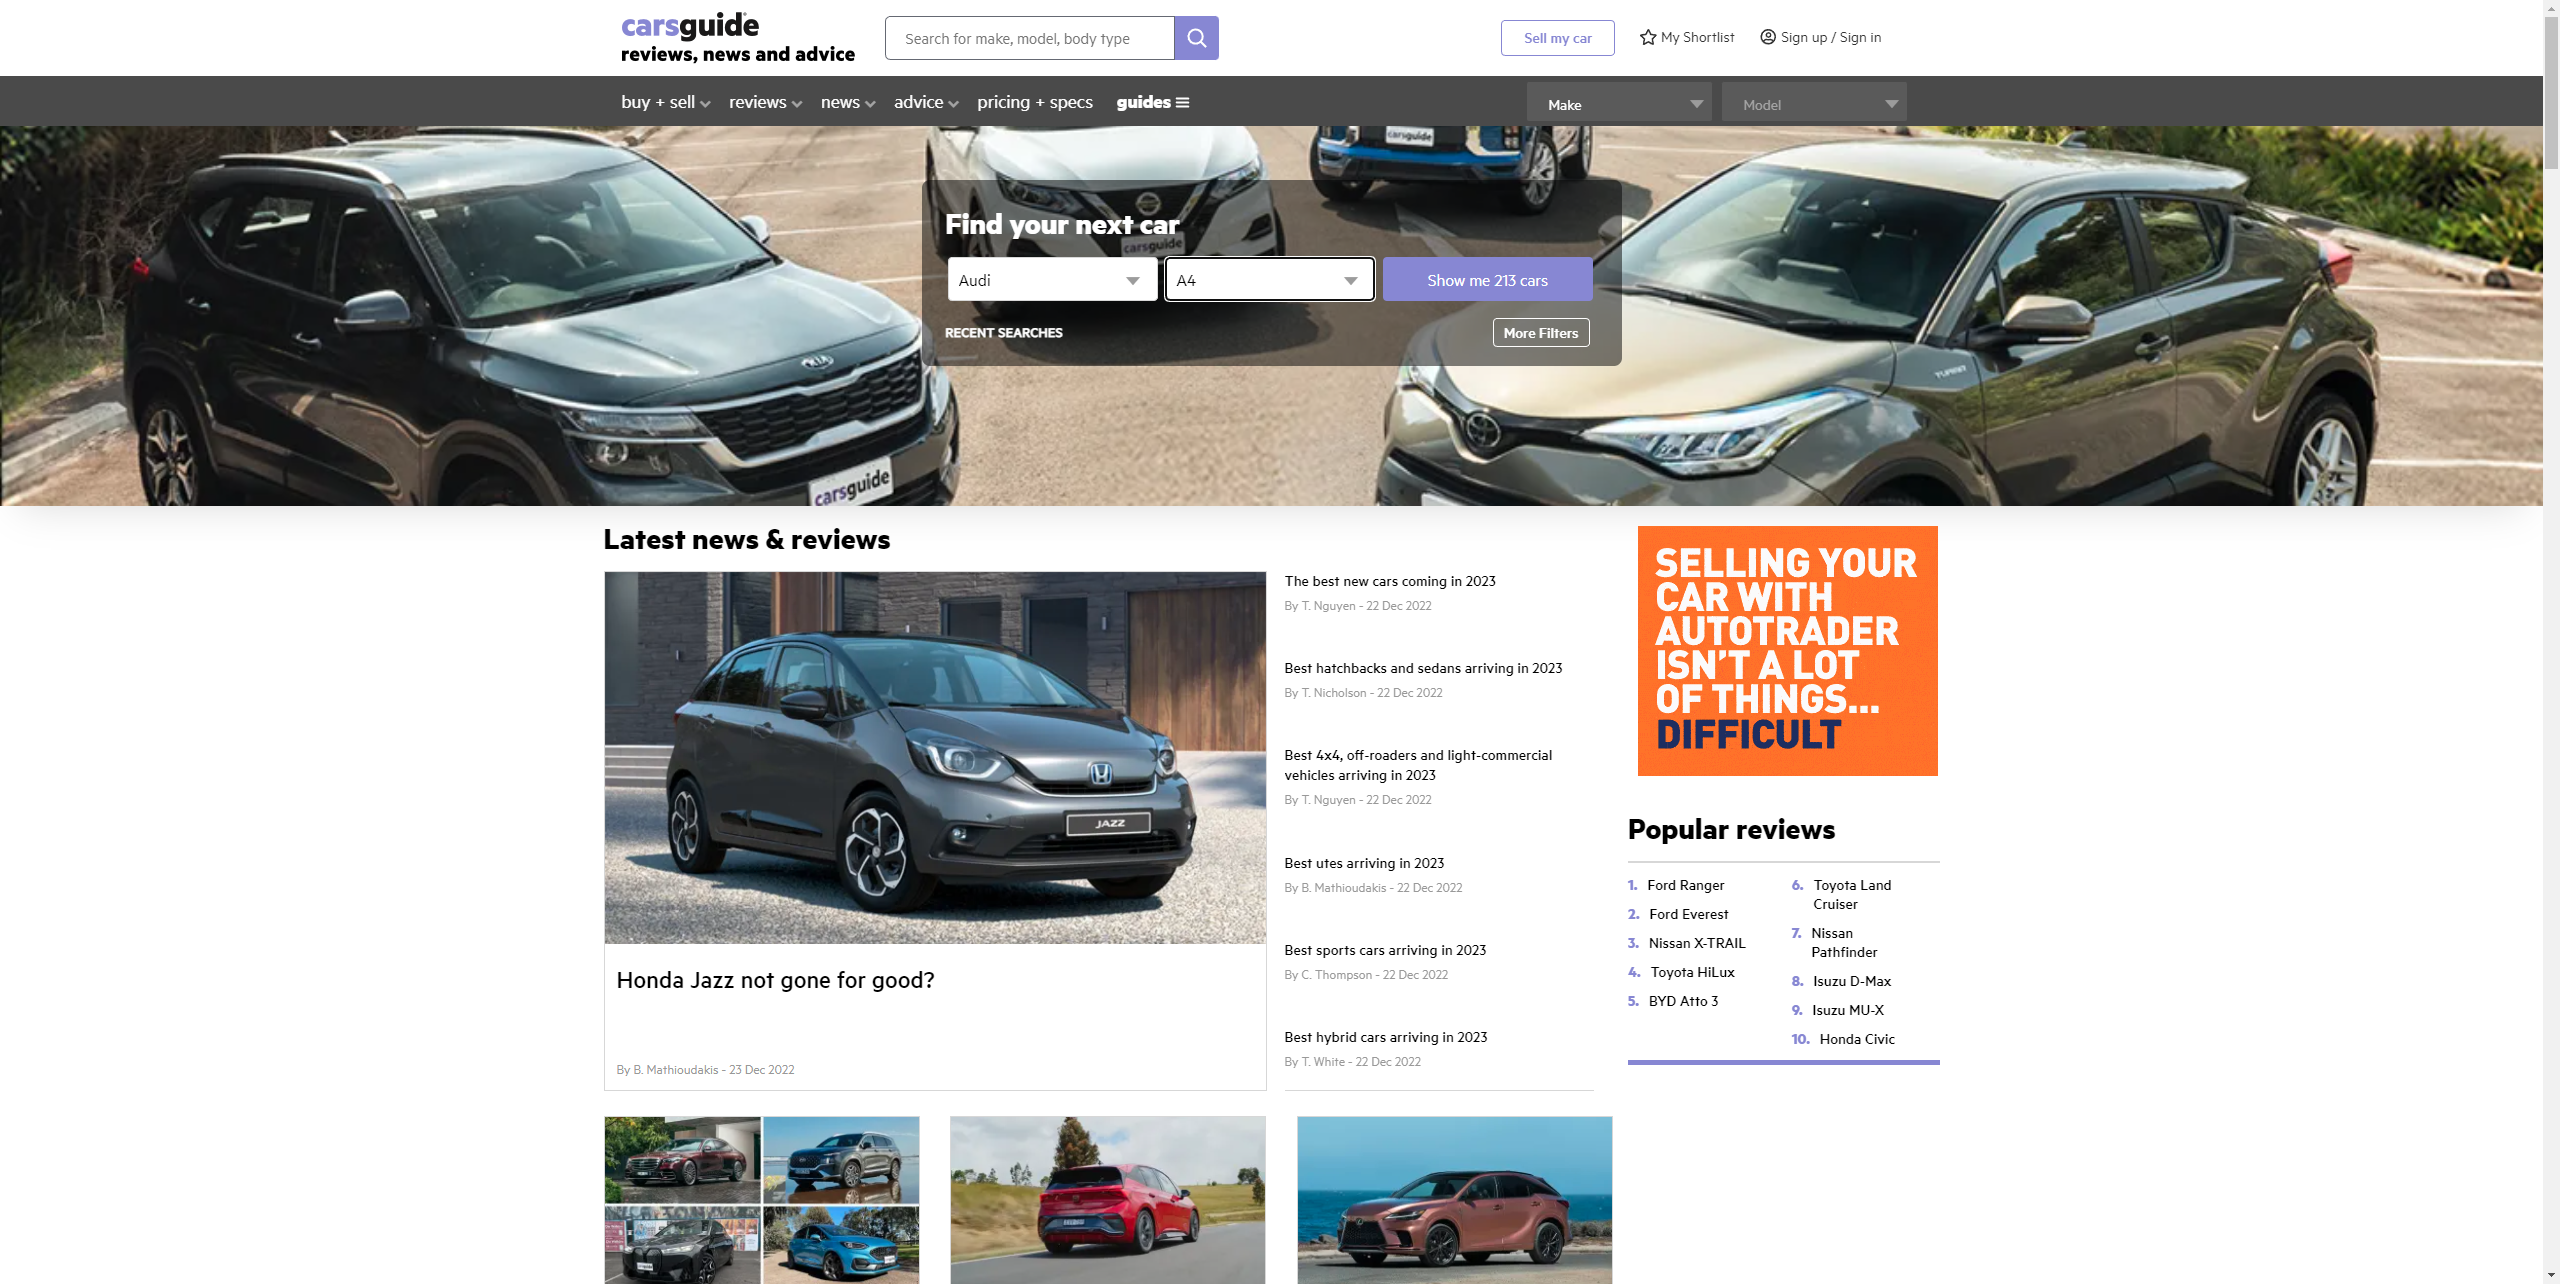 carsguide
reviews, news and advice
Search for make, model, body type
Sell my car
My Shortlist
Sign up / Sign in
buy + sell
reviews
news
advice
pricing + specs
guides
Make
Model
carsguide
Find your next car
carsguide
Audi
A4
Show me 213 cars
RECENT SEARCHES
More Filters
KIA
TURBO
carsguide
Latest news & reviews
JAZZ
Honda Jazz not gone for good?
By B. Mathioudakis - 23 Dec 2022
The best new cars coming in 2023
By T. Nguyen - 22 Dec 2022
Best hatchbacks and sedans arriving in 2023
By T. Nicholson - 22 Dec 2022
Best 4x4, off-roaders and light-commercial
vehicles arriving in 2023
By T. Nguyen - 22 Dec 2022
Best utes arriving in 2023
By B. Mathioudakis - 22 Dec 2022
Best sports cars arriving in 2023
By C. Thompson - 22 Dec 2022
Best hybrid cars arriving in 2023
By T. White - 22 Dec 2022
SELLING YOUR
CAR WITH
AUTOTRADER
ISN'T A LOT
OF THINGS...
DIFFICULT
Popular reviews
1. Ford Ranger
2. Ford Everest
3. Nissan X-TRAIL
4. Toyota HiLux
5. BYD Atto 3
6. Toyota Land
Cruiser
7. Nissan
Pathfinder
8. Isuzu D-Max
9. Isuzu MU-X
10. Honda Civic